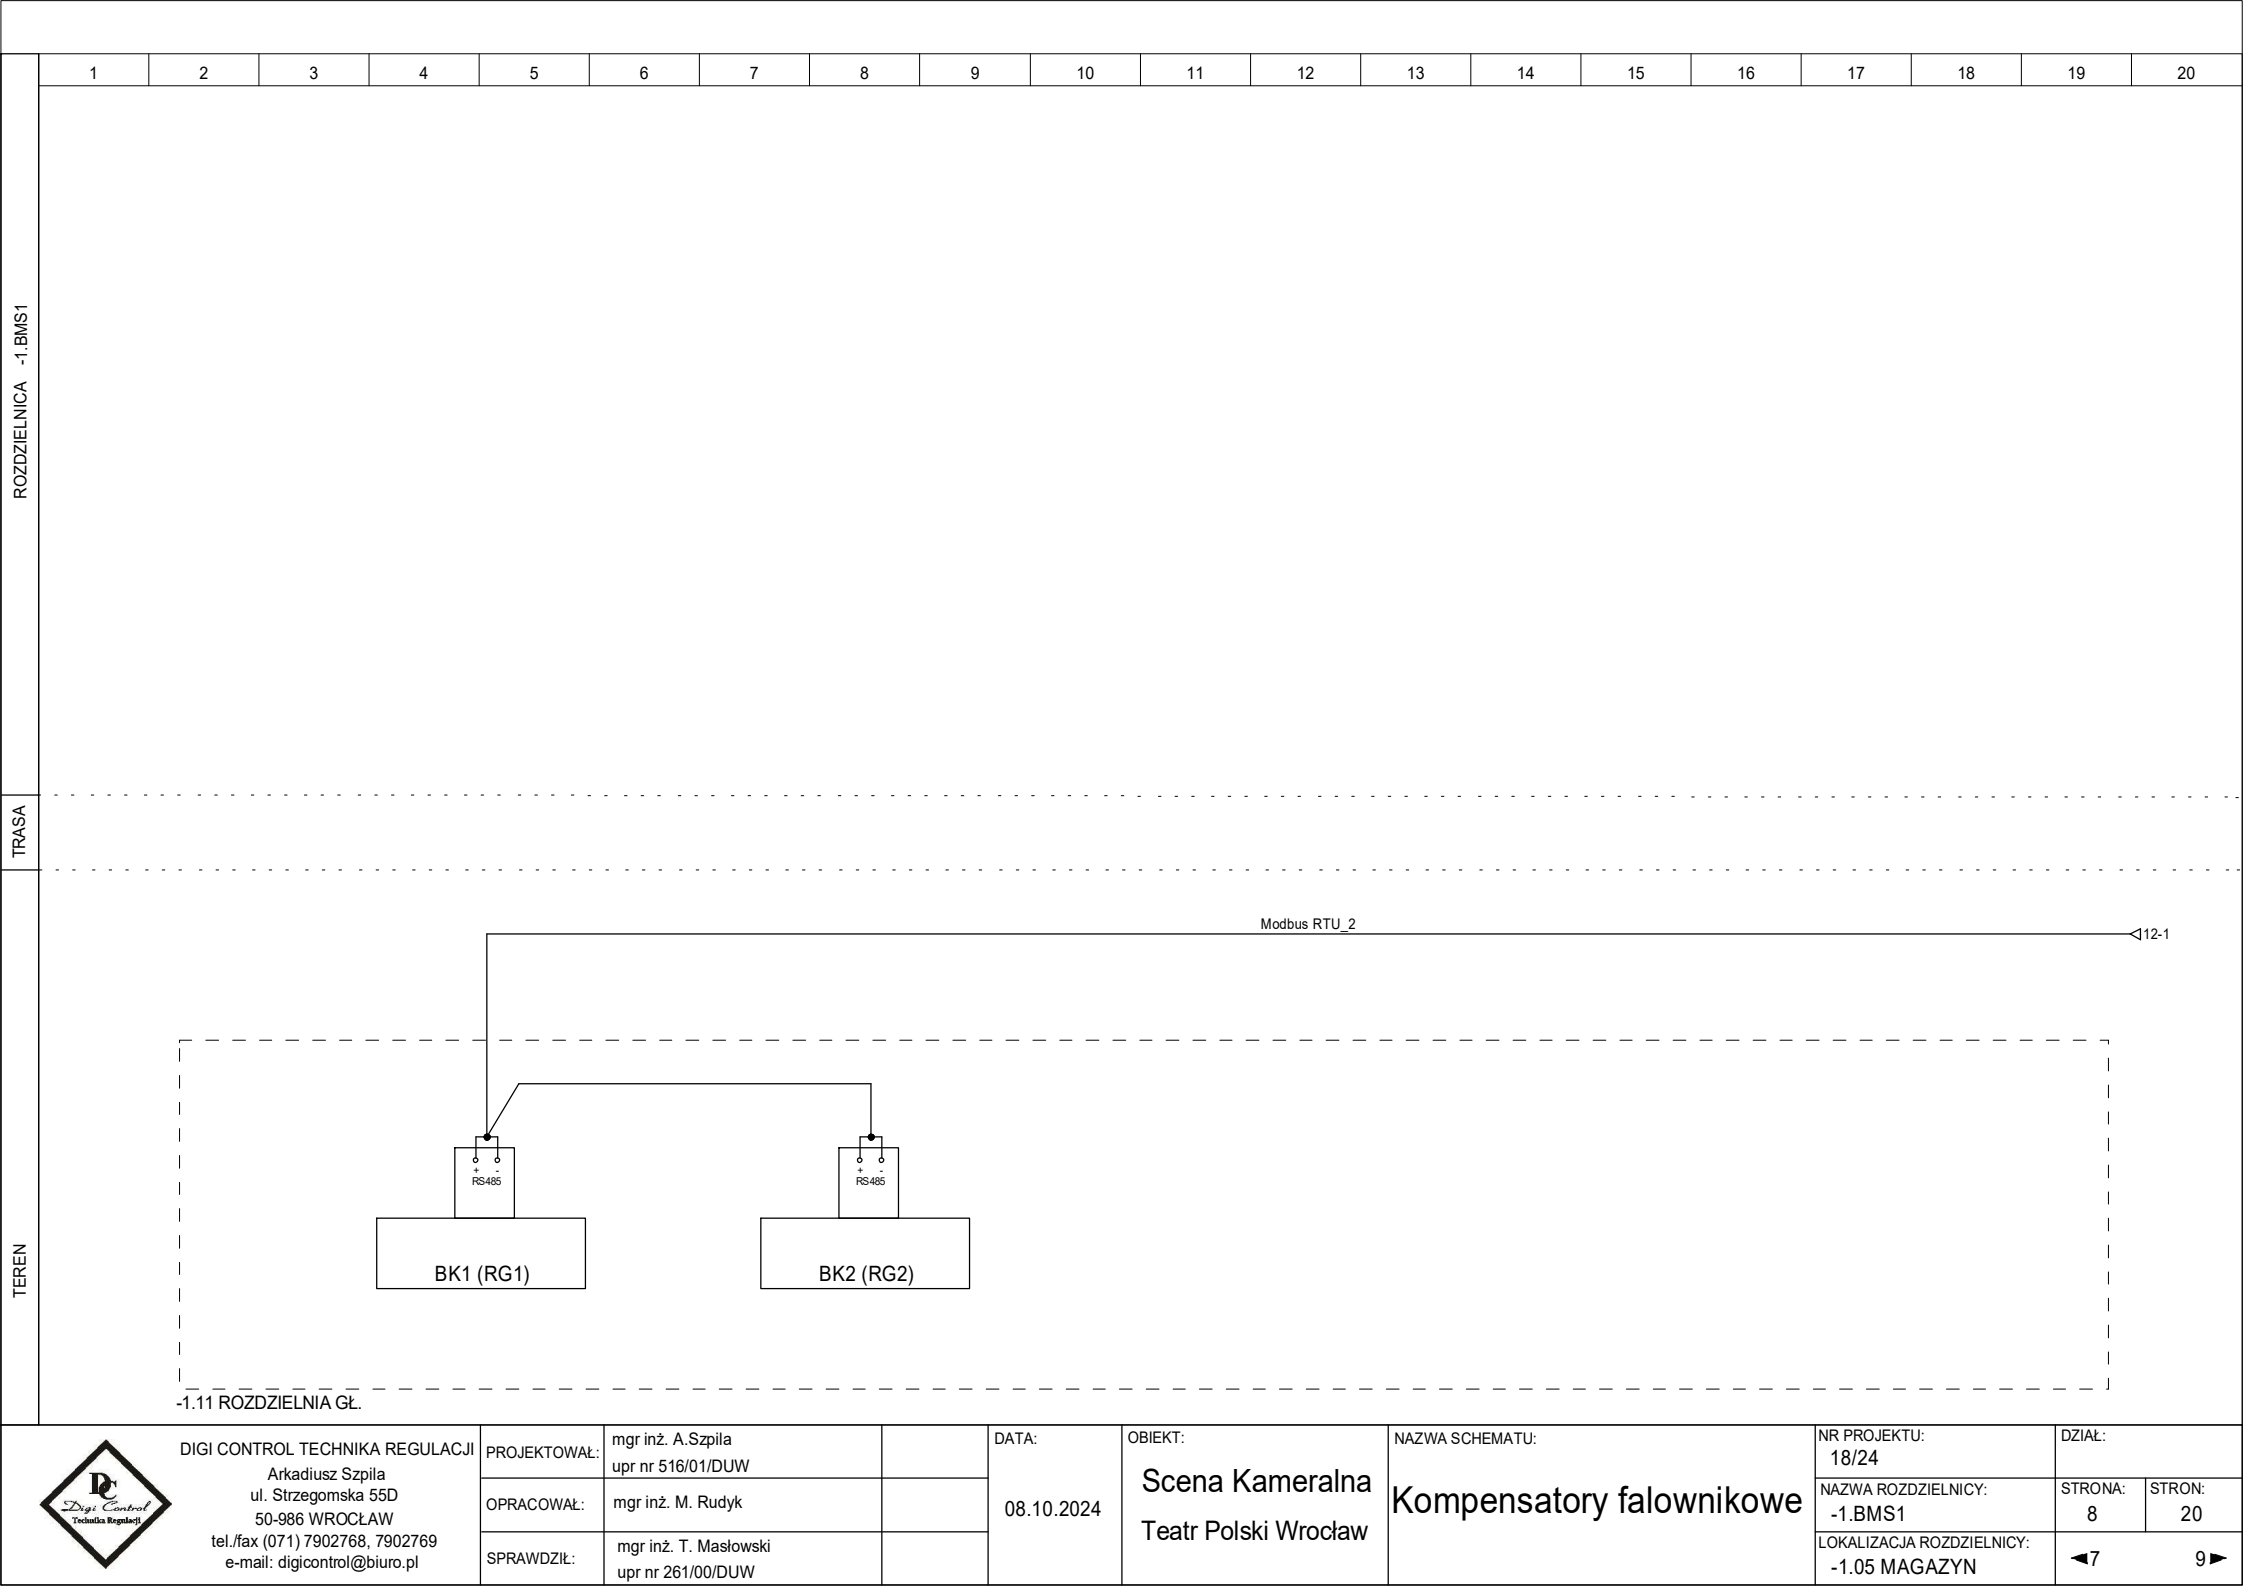 1 2 3 4 5 6 7 8 9 10 11 12 13 14 15 16 17 18 19 20
ROZDZIELNICA -1.BMS1
TRASA
TEREN
Modbus RTU_2
12-1
+ -
RS485
BK1 (RG1)
+ -
RS485
BK2 (RG2)
-1.11 ROZDZIELNIA GŁ.
DC
Digi Control
Technika Regulacji
DIGI CONTROL TECHNIKA REGULACJI
Arkadiusz Szpila
ul. Strzegomska 55D
50-986 WROCŁAW
tel./fax (071) 7902768, 7902769
e-mail: digicontrol@biuro.pl
PROJEKTOWAŁ:
mgr inż. A.Szpila
upr nr 516/01/DUW
OPRACOWAŁ:
mgr inż. M. Rudyk
SPRAWDZIŁ:
mgr inż. T. Masłowski
upr nr 261/00/DUW
DATA:
08.10.2024
OBIEKT:
Scena Kameralna
Teatr Polski Wrocław
NAZWA SCHEMATU:
Kompensatory falownikowe
NR PROJEKTU:
18/24
NAZWA ROZDZIELNICY:
-1.BMS1
LOKALIZACJA ROZDZIELNICY:
-1.05 MAGAZYN
DZIAŁ:
STRONA:
8
STRON:
20
7
9